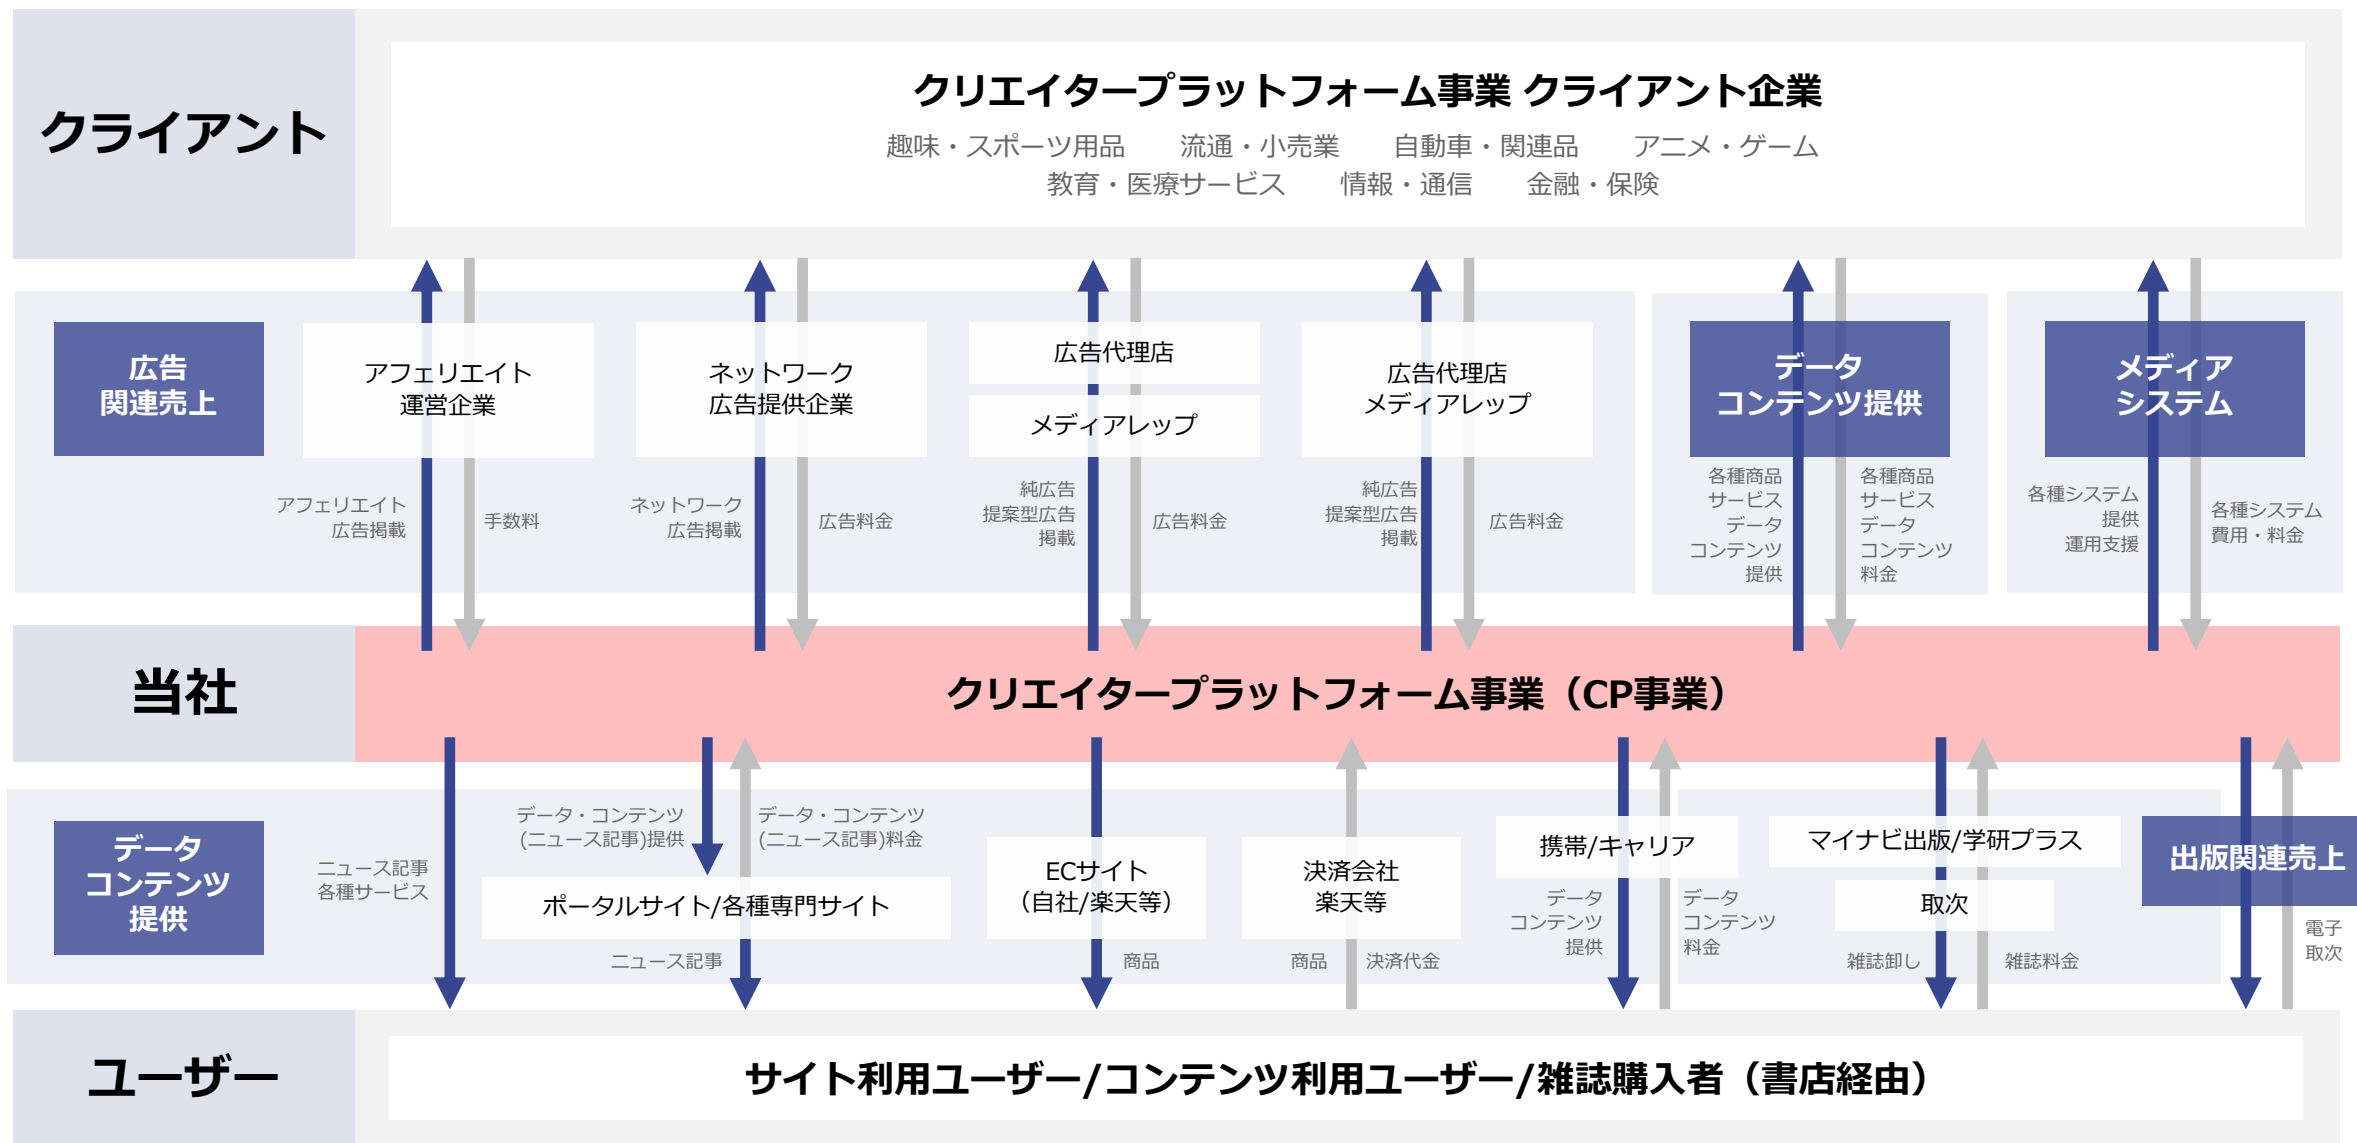 クライアント
クリエイタープラットフォーム事業 クライアント企業
趣味・スポーツ用品　流通・小売業　自動車・関連品　アニメ・ゲーム
教育・医療サービス　情報・通信　金融・保険
広告
関連売上
アフェリエイト
運営企業
ネットワーク
広告提供企業
広告代理店
メディアレップ
広告代理店
メディアレップ
データ
コンテンツ提供
メディア
システム
アフェリエイト
広告掲載
手数料
ネットワーク
広告掲載
広告料金
純広告
提案型広告
掲載
広告料金
純広告
提案型広告
掲載
広告料金
各種商品
サービス
データ
コンテンツ
提供
各種商品
サービス
データ
コンテンツ
料金
各種システム
提供
運用支援
各種システム
費用・料金
当社
クリエイタープラットフォーム事業（CP事業）
データ
コンテンツ
提供
ニュース記事
各種サービス
データ・コンテンツ
(ニュース記事)提供
データ・コンテンツ
(ニュース記事)料金
ポータルサイト/各種専門サイト
ニュース記事
ECサイト
（自社/楽天等）
商品
決済会社
楽天等
商品
決済代金
携帯/キャリア
データ
コンテンツ
提供
データ
コンテンツ
料金
マイナビ出版/学研プラス
取次
雑誌卸し
雑誌料金
出版関連売上
電子
取次
ユーザー
サイト利用ユーザー/コンテンツ利用ユーザー/雑誌購入者（書店経由）